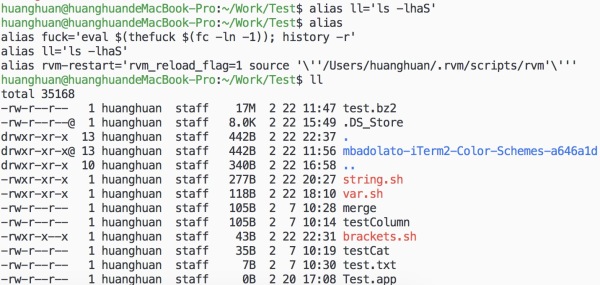 huanghuan@huanghuandeMacBook-Pro:~/Work/Test$ alias ll='ls -lhaS'
huanghuan@huanghuandeMacBook-Pro:~/Work/Test$ alias
alias fuck='eval $(thefuck $(fc -ln -1)); history -r'
alias ll='ls -lhaS'
alias rvm-restart='rvm_reload_flag=1 source '\''/Users/huanghuan/.rvm/scripts/rvm'\'''
huanghuan@huanghuandeMacBook-Pro:~/Work/Test$ ll
total 35168
-rw-r--r-- 1 huanghuan staff 17M 2 22 11:47 test.bz2
-rw-r--r--@ 1 huanghuan staff 8.0K 2 22 15:49 .DS_Store
drwxr-xr-x 13 huanghuan staff 442B 2 22 22:37 .
drwxr-xr-x@ 13 huanghuan staff 442B 2 22 11:56 mbadolato-iTerm2-Color-Schemes-a646a1d
drwxr-xr-x 10 huanghuan staff 340B 2 22 16:58 ..
-rwxr-xr-x 1 huanghuan staff 277B 2 22 20:27 string.sh
-rwxr-xr-x 1 huanghuan staff 118B 2 22 18:10 var.sh
-rw-r--r-- 1 huanghuan staff 105B 2 7 10:28 merge
-rw-r--r-- 1 huanghuan staff 105B 2 7 10:14 testColumn
-rwxr-x--x 1 huanghuan staff 43B 2 22 22:31 brackets.sh
-rw-r--r-- 1 huanghuan staff 35B 2 7 10:19 testCat
-rw-r--r-- 1 huanghuan staff 7B 2 7 10:30 test.txt
-rw-r--r-- 1 huanghuan staff 0B 2 20 17:08 Test.app